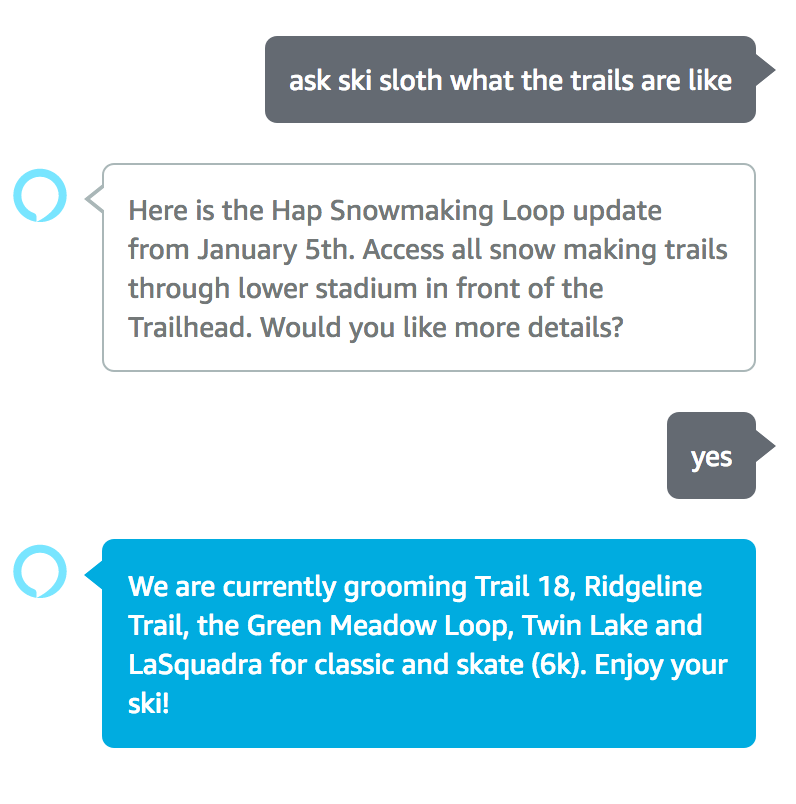 ask ski sloth what the trails are like
Here is the Hap Snowmaking Loop update
from January 5th. Access all snow making trails
through lower stadium in front of the
Trailhead. Would you like more details?
yes
We are currently grooming Trail 18, Ridgeline
Trail, the Green Meadow Loop, Twin Lake and
LaSquadra for classic and skate (6k). Enjoy your
ski!